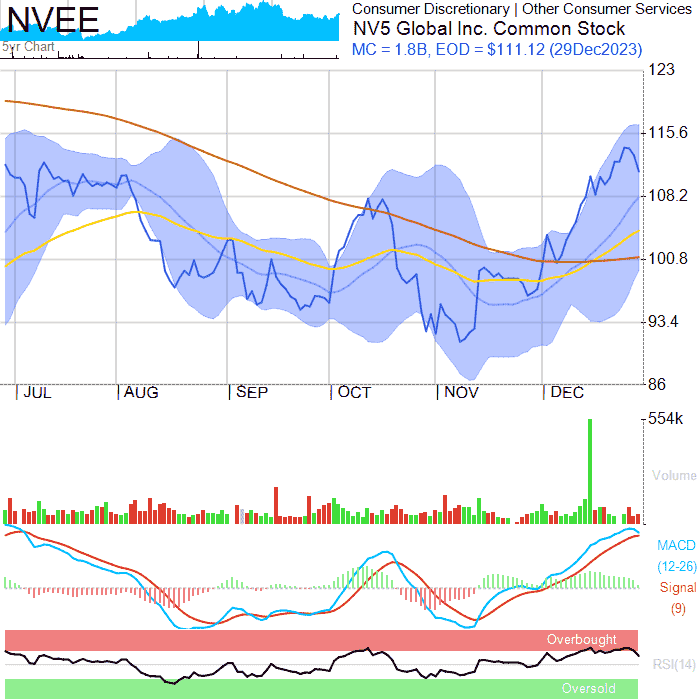 NVEE
5yr Chart
Consumer Discretionary | Other Consumer Services
NV5 Global Inc. Common Stock
MC = 1.8B, EOD = $111.12 (29Dec2023)
123
115.6
108.2
100.8
93.4
86
JUL AUG SEP OCT NOV DEC
554k
Volume
MACD
(12-26)
Signal
(9)
Overbought
RSI(14)
Oversold